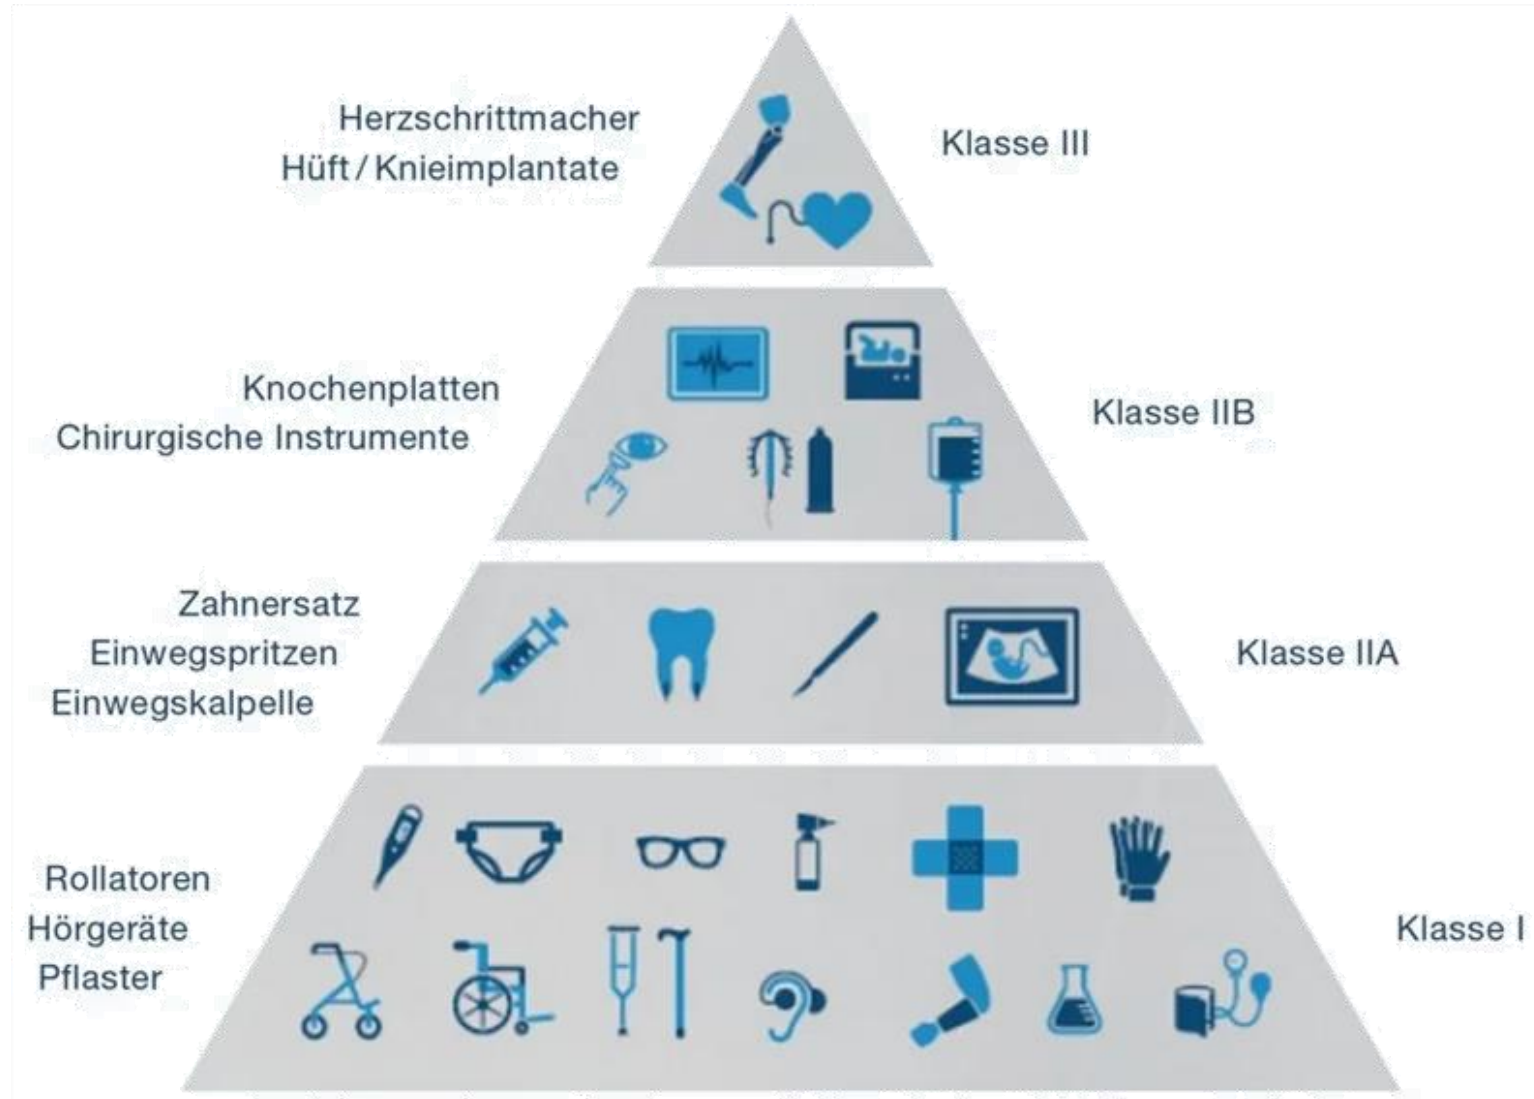 Herzschrittmacher
Hüft / Knieimplantate
Klasse III
Knochenplatten
Chirurgische Instrumente
Klasse IIB
Zahnersatz
Einwegspritzen
Einwegskalpelle
Klasse IIA
Rollatoren
Hörgeräte
Pflaster
Klasse I